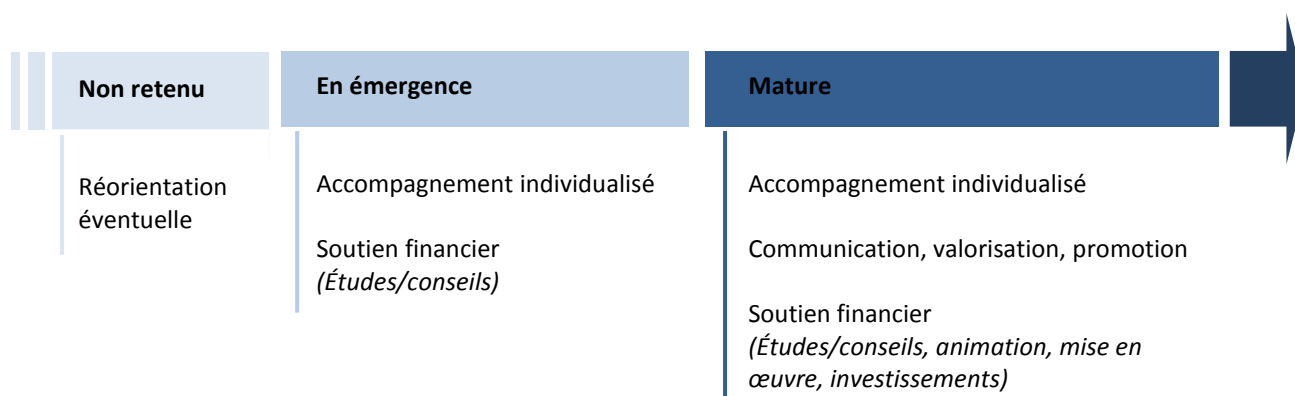 Non retenu
Réorientation
éventuelle
En émergence
Accompagnement individualisé
Soutien financier
(Études/conseils)
Mature
Accompagnement individualisé
Communication, valorisation, promotion
Soutien financier
(Études/conseils, animation, mise en
œuvre, investissements)